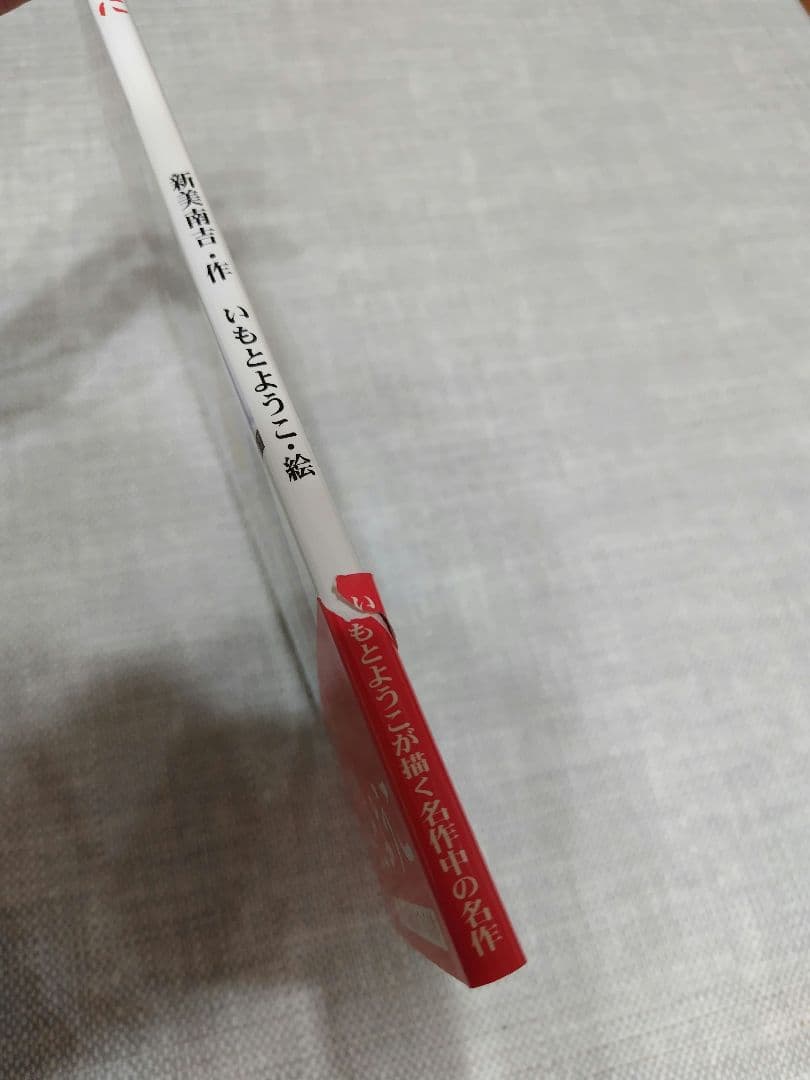 に
新美南吉・作　いもとようこ・絵
いもとようこが描く名作中の名作